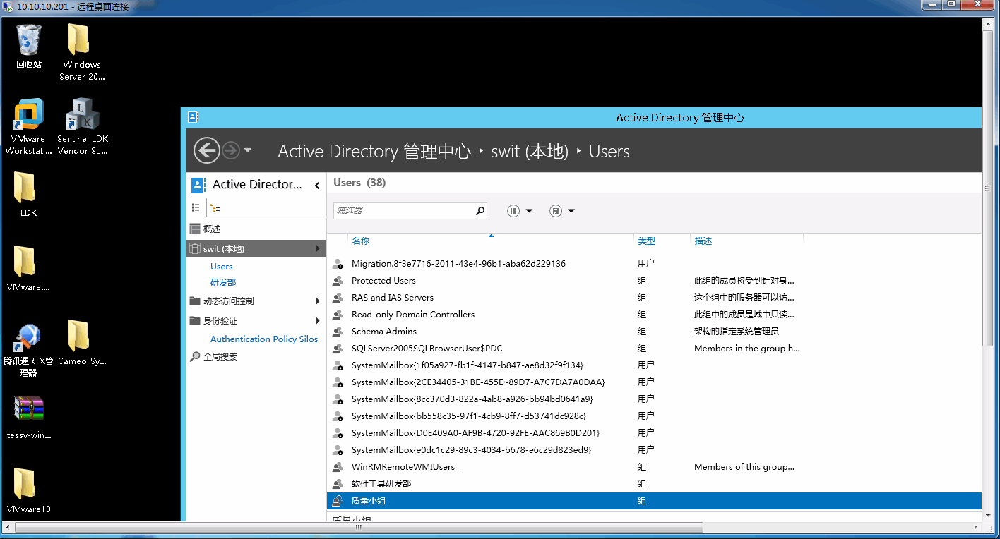 10.10.10.201 - 远程桌面连接
回收站
Windows
Server 20...
VMware
Workstati...
Sentinel LDK
Vendor Su...
LDK
VMware....
腾讯通RTX管
理器
Cameo_Sy...
tessy-win...
VMware10
Active Directory 管理中心
Active Directory 管理中心 swit (本地) Users
Active Director...
概述
swit (本地)
Users
研发部
动态访问控制
身份验证
Authentication Policy Silos
全局搜索
Users (38)
筛选器
名称 类型 描述
Migration.8f3e7716-2011-43e4-96b1-aba62d229136 用户
Protected Users 组 此组的成员将受到针对身...
RAS and IAS Servers 组 这个组中的服务器可以访...
Read-only Domain Controllers 组 此组中的成员是域中只读...
Schema Admins 组 架构的指定系统管理员
SQLServer2005SQLBrowserUser$PDC 组 Members in the group h...
SystemMailbox{1f05a927-fb1f-4147-b847-ae8d32f9f134} 用户
SystemMailbox{2CE34405-31BE-455D-89D7-A7C7DA7A0DAA} 用户
SystemMailbox{8cc370d3-822a-4ab8-a926-bb94bd0641a9} 用户
SystemMailbox{bb558c35-97f1-4cb9-8ff7-d53741dc928c} 用户
SystemMailbox{D0E409A0-AF9B-4720-92FE-AAC869B0D201} 用户
SystemMailbox{e0dc1c29-89c3-4034-b678-e6c29d823ed9} 用户
WinRMRemoteWMIUsers__ 组 Members of this group...
软件工具研发部 组
质量小组 组
质量小组